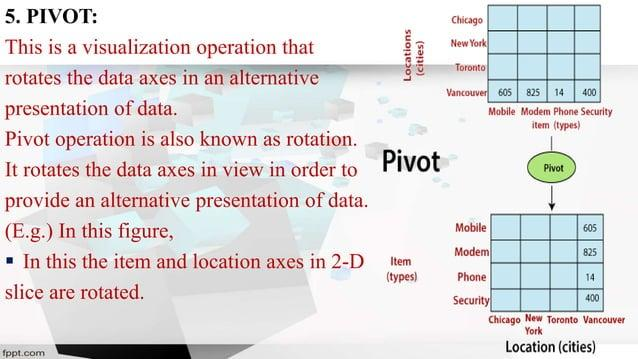 5. PIVOT:
This is a visualization operation that
rotates the data axes in an alternative
presentation of data.
Pivot operation is also known as rotation.
It rotates the data axes in view in order to
provide an alternative presentation of data.
(E.g.) In this figure,
▪ In this the item and location axes in 2-D
slice are rotated.
fppt.com
Pivot
Locations
(cities)
Chicago
New York
Toronto
Vancouver 605 825 14 400
Mobile Modem Phone Security
item (types)
Pivot
Item
(types)
Mobile 605
Modem 825
Phone 14
Security 400
Chicago New York Toronto Vancouver
Location (cities)